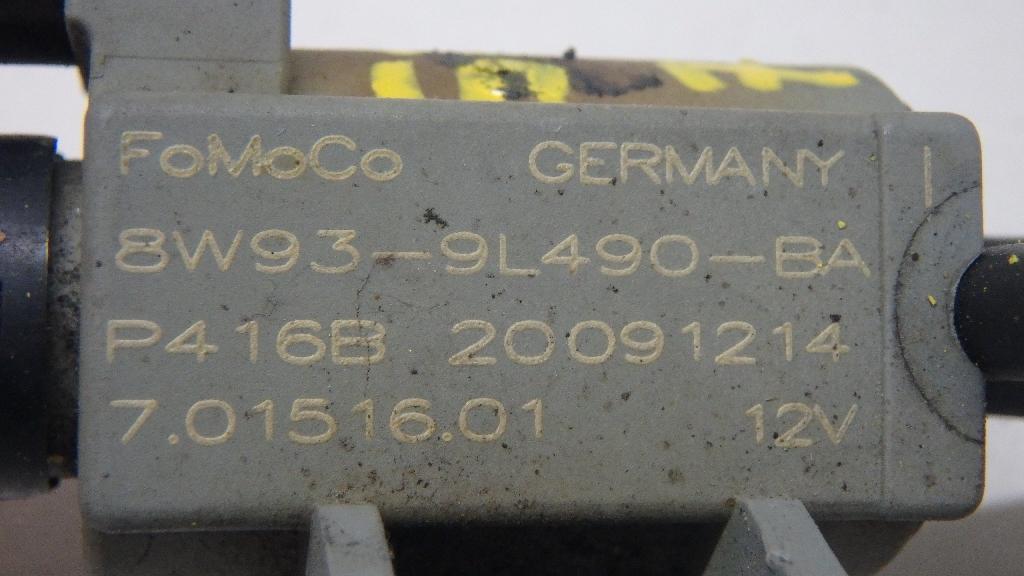 FoMoCo GERMANY
8W93-9L490-BA
P416B 20091214
7.01516.01 12V